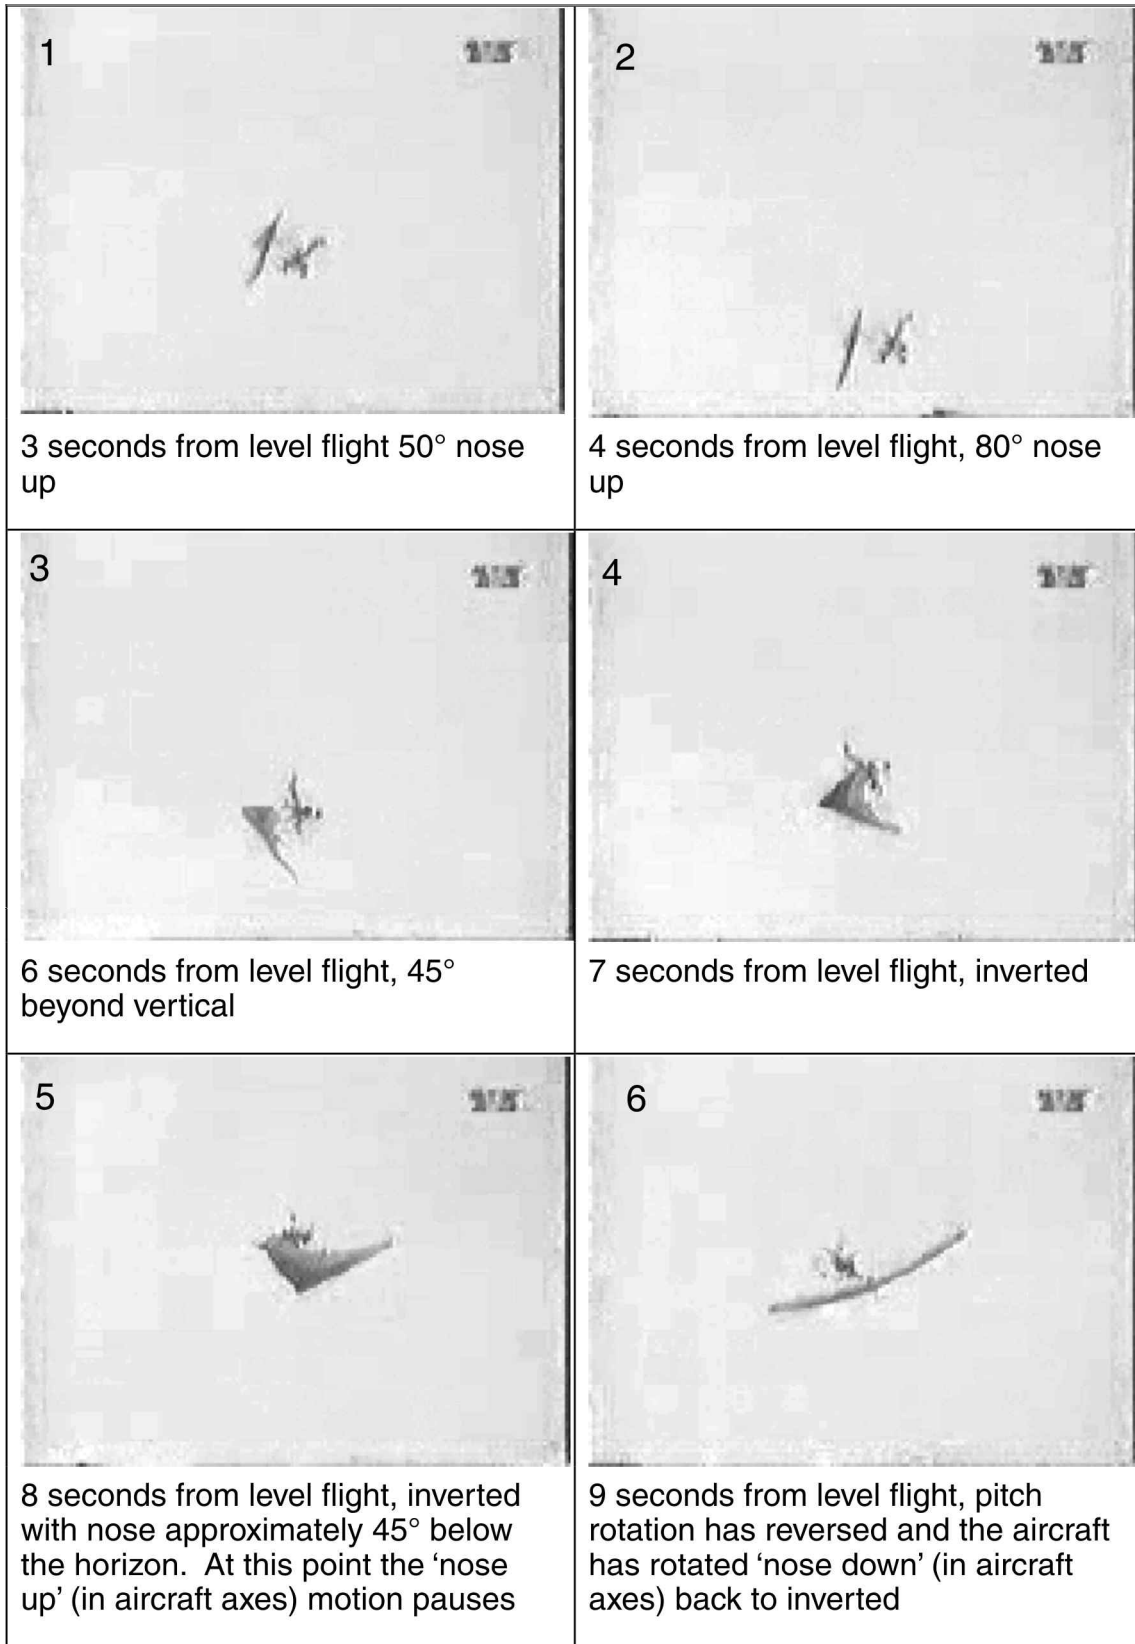 1
2
3 seconds from level flight 50° nose
up
4 seconds from level flight, 80° nose
up
3
4
6 seconds from level flight, 45°
beyond vertical
7 seconds from level flight, inverted
5
6
8 seconds from level flight, inverted
with nose approximately 45° below
the horizon.  At this point the ‘nose
up’ (in aircraft axes) motion pauses
9 seconds from level flight, pitch
rotation has reversed and the aircraft
has rotated ‘nose down’ (in aircraft
axes) back to inverted